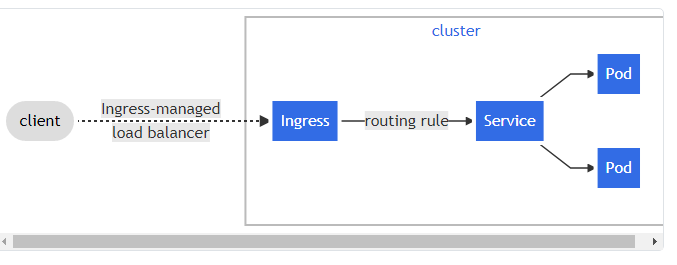 cluster
Pod
client
Ingress-managed
load balancer
Ingress
routing rule
Service
Pod